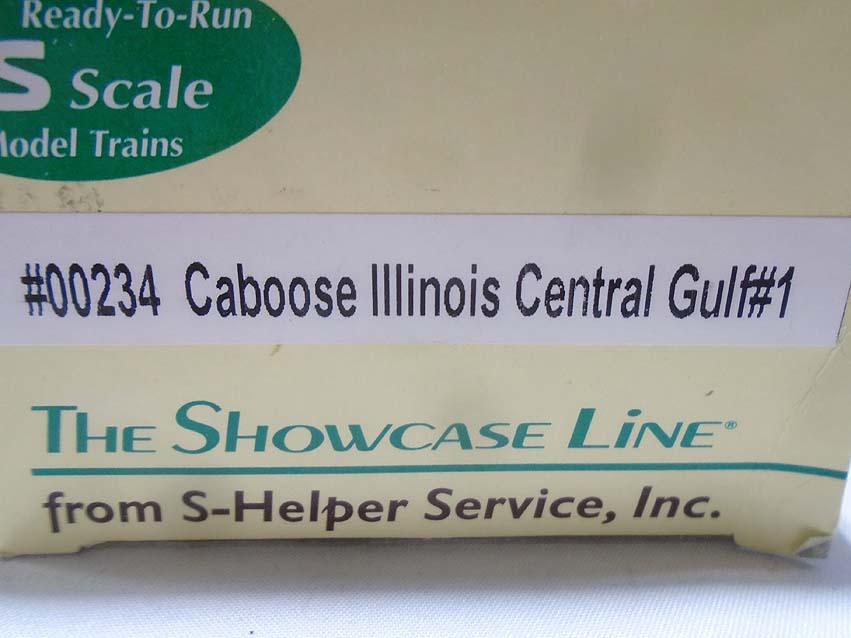 Ready-To-Run
S Scale
Model Trains
#00234 Caboose Illinois Central Gulf#1
THE SHOWCASE LINE®
from S-Helper Service, Inc.